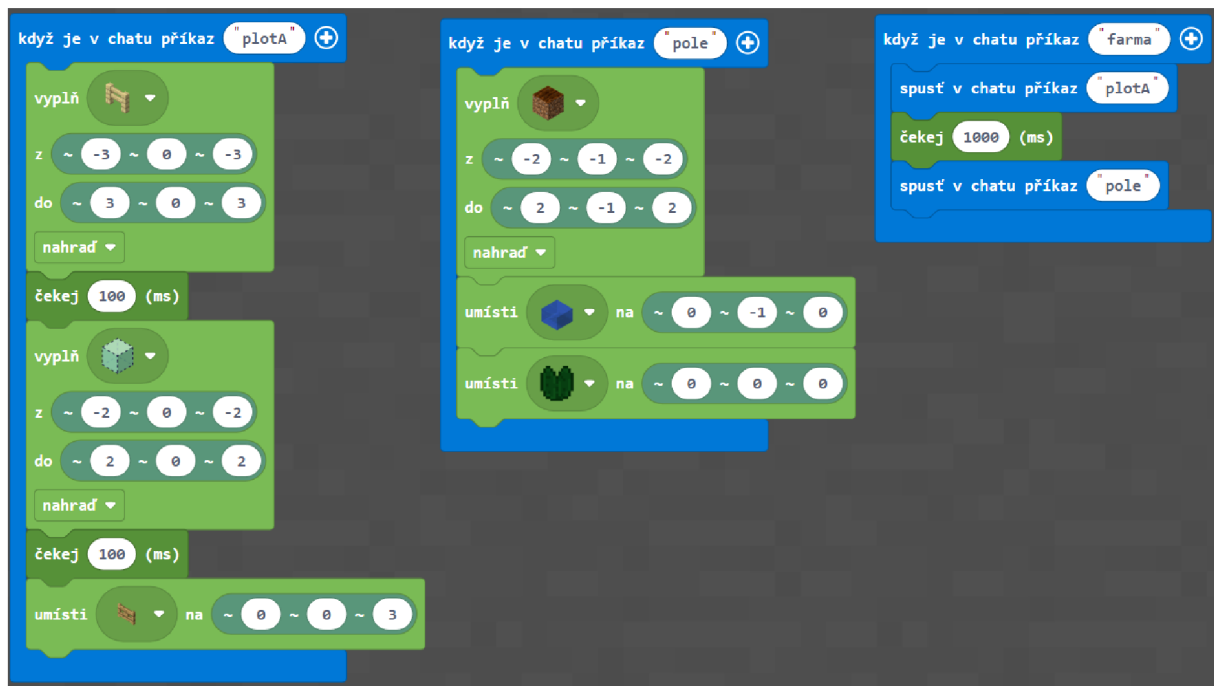 když je v chatu příkaz "plotA"
vyplň
z ~ -3 ~ 0 ~ -3
do ~ 3 ~ 0 ~ 3
nahraď
čekej 100 (ms)
vyplň
z ~ -2 ~ 0 ~ -2
do ~ 2 ~ 0 ~ 2
nahraď
čekej 100 (ms)
umísti na ~ 0 ~ 0 ~ 3
když je v chatu příkaz "pole"
vyplň
z ~ -2 ~ -1 ~ -2
do ~ 2 ~ -1 ~ 2
nahraď
umísti na ~ 0 ~ -1 ~ 0
umísti na ~ 0 ~ 0 ~ 0
když je v chatu příkaz "farma"
spusť v chatu příkaz "plotA"
čekej 1000 (ms)
spusť v chatu příkaz "pole"